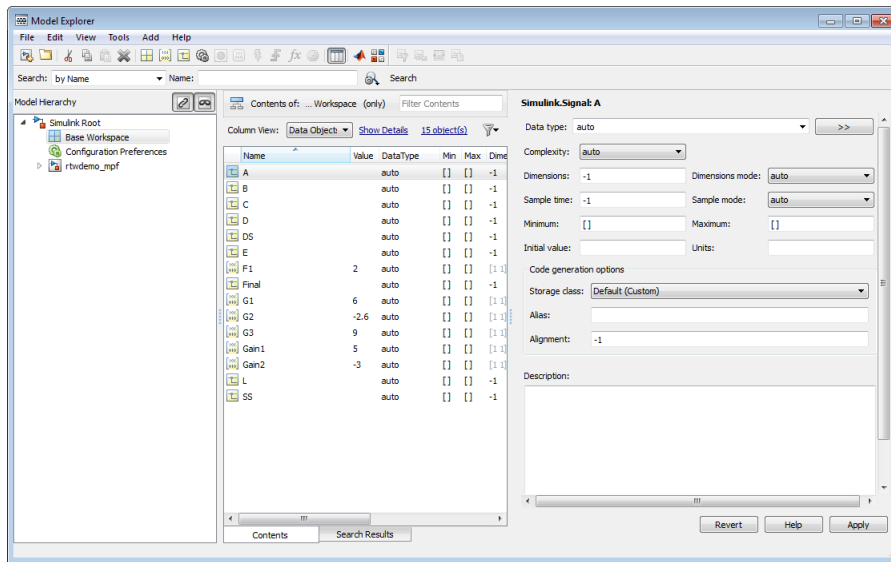 Model Explorer
File Edit View Tools Add Help
Search: by Name Name: Search
Model Hierarchy
Simulink Root
Base Workspace
Configuration Preferences
rtwdemo_mpf
Contents of: ... Workspace (only) Filter Contents
Column View: Data Object: Show Details 15 object(s)
Name Value DataType Min Max Dime
A auto [ ] [ ] -1
B auto [ ] [ ] -1
C auto [ ] [ ] -1
D auto [ ] [ ] -1
DS auto [ ] [ ] -1
E auto [ ] [ ] -1
F1 2 auto [ ] [ ] [1 1]
Final auto [ ] [ ] -1
G1 6 auto [ ] [ ] [1 1]
G2 -2.6 auto [ ] [ ] [1 1]
G3 9 auto [ ] [ ] [1 1]
Gain1 5 auto [ ] [ ] [1 1]
Gain2 -3 auto [ ] [ ] [1 1]
L auto [ ] [ ] -1
SS auto [ ] [ ] -1
Contents Search Results
Simulink.Signal: A
Data type: auto >>
Complexity: auto
Dimensions: -1 Dimensions mode: auto
Sample time: -1 Sample mode: auto
Minimum: [ ] Maximum: [ ]
Initial value: Units:
Code generation options
Storage class: Default (Custom)
Alias:
Alignment: -1
Description:
Revert Help Apply